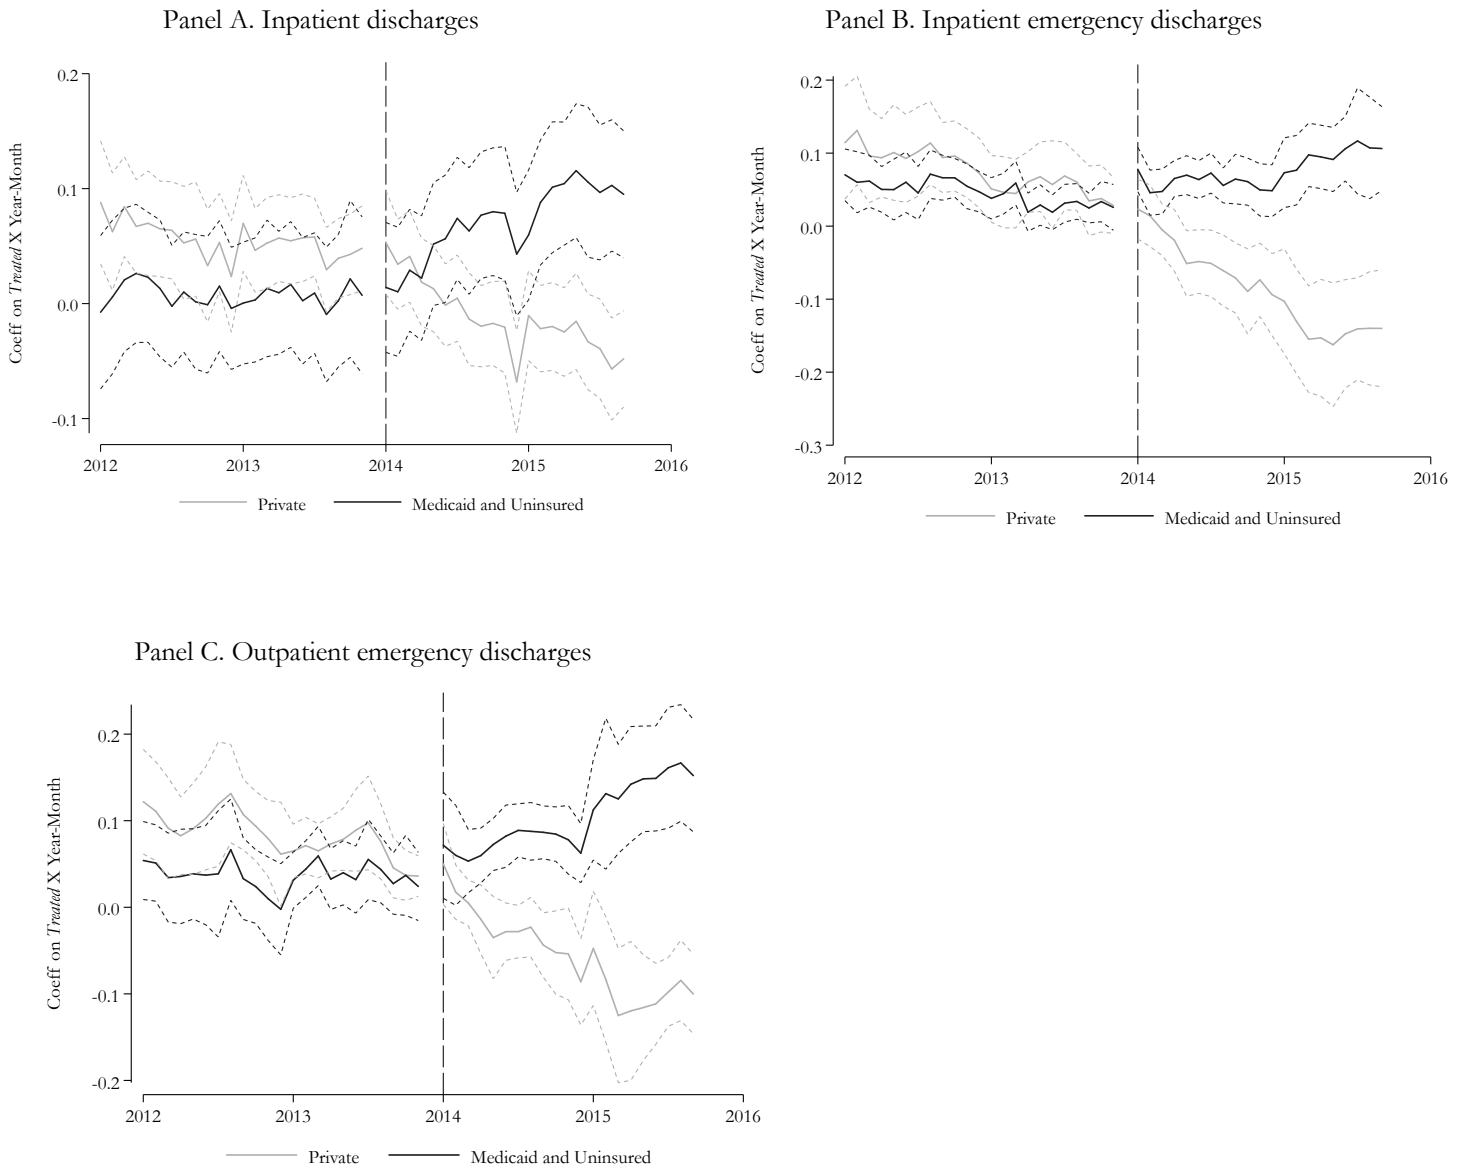 Panel A. Inpatient discharges
Coeff on Treated X Year-Month
0.2
0.1
0.0
-0.1
2012 2013 2014 2015 2016
Private Medicaid and Uninsured
Panel B. Inpatient emergency discharges
Coeff on Treated X Year-Month
0.2
0.1
0.0
-0.1
-0.2
-0.3
2012 2013 2014 2015 2016
Private Medicaid and Uninsured
Panel C. Outpatient emergency discharges
Coeff on Treated X Year-Month
0.2
0.1
0.0
-0.1
-0.2
2012 2013 2014 2015 2016
Private Medicaid and Uninsured